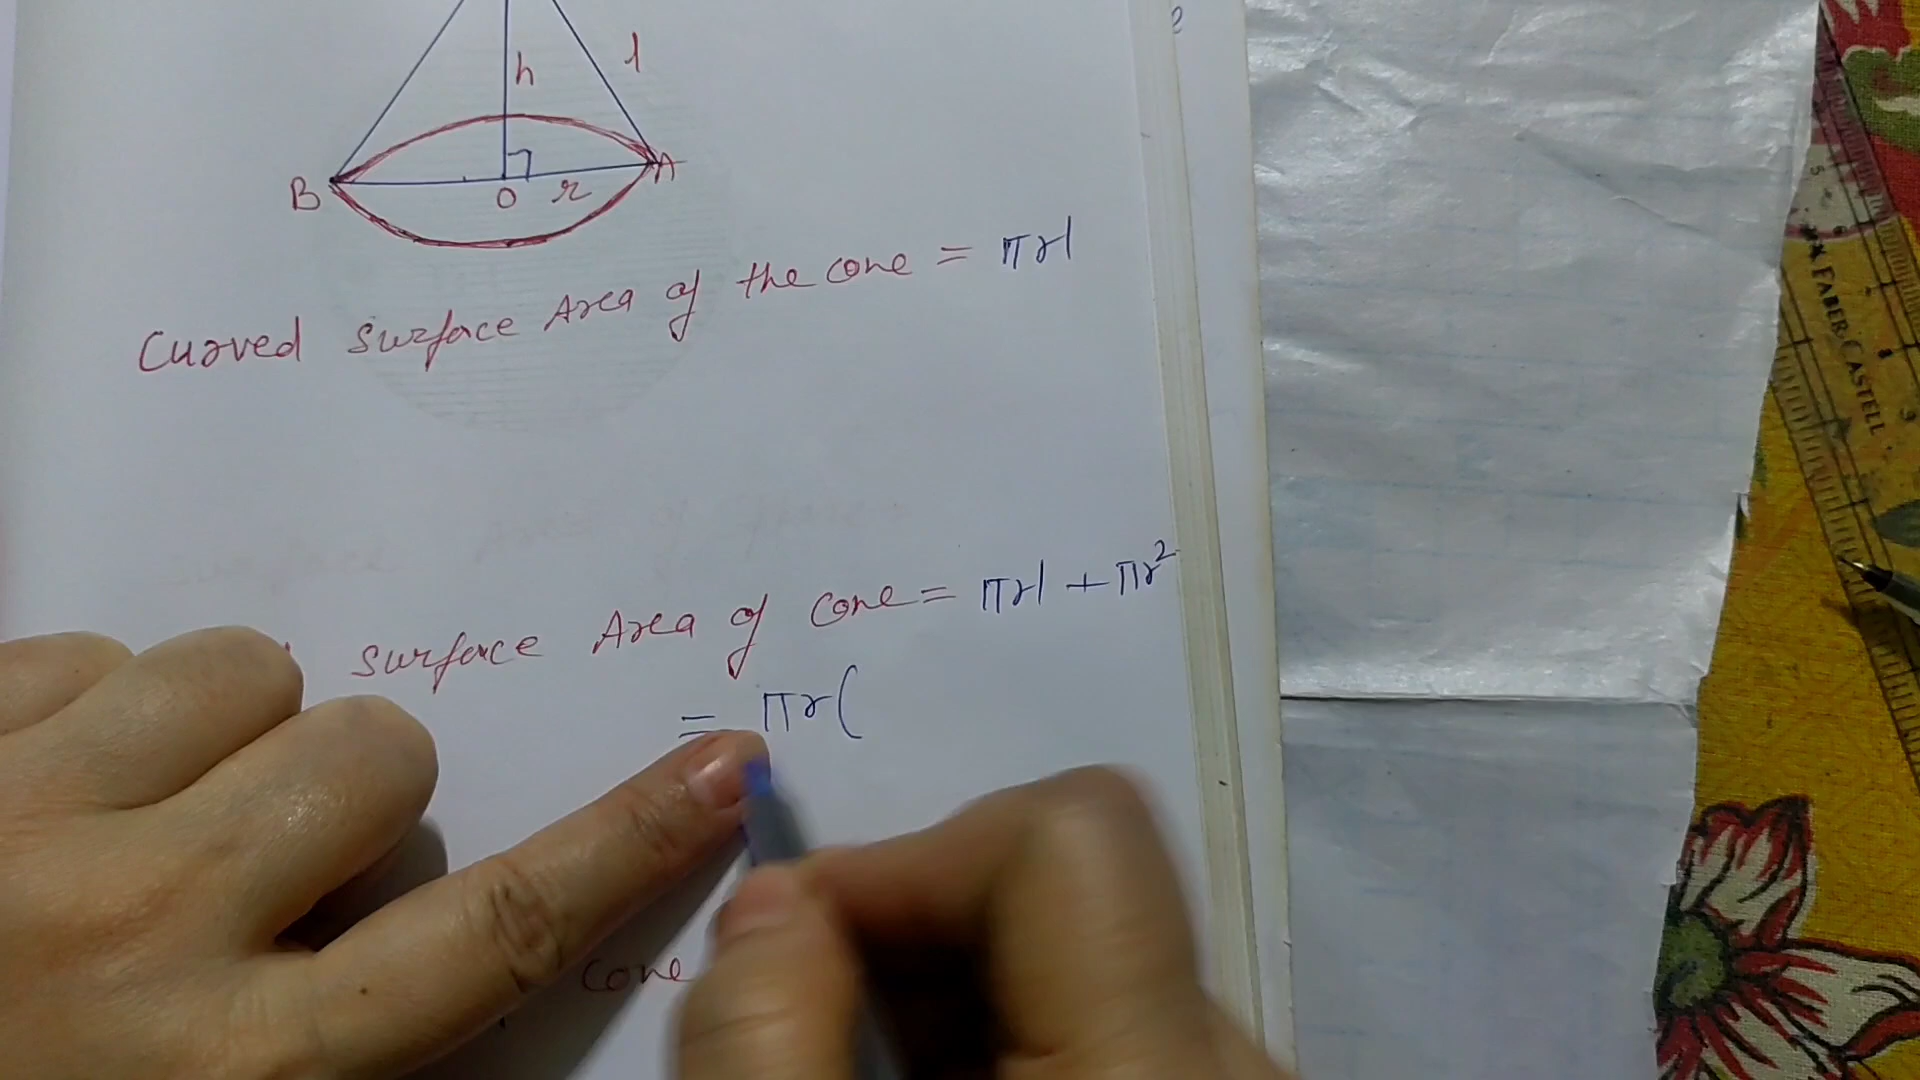 h
l
B
O
r
A
Curved surface Area of the cone = πrl
surface Area of cone = πrl + πr²
= πr(
cone
FABER-CASTELL